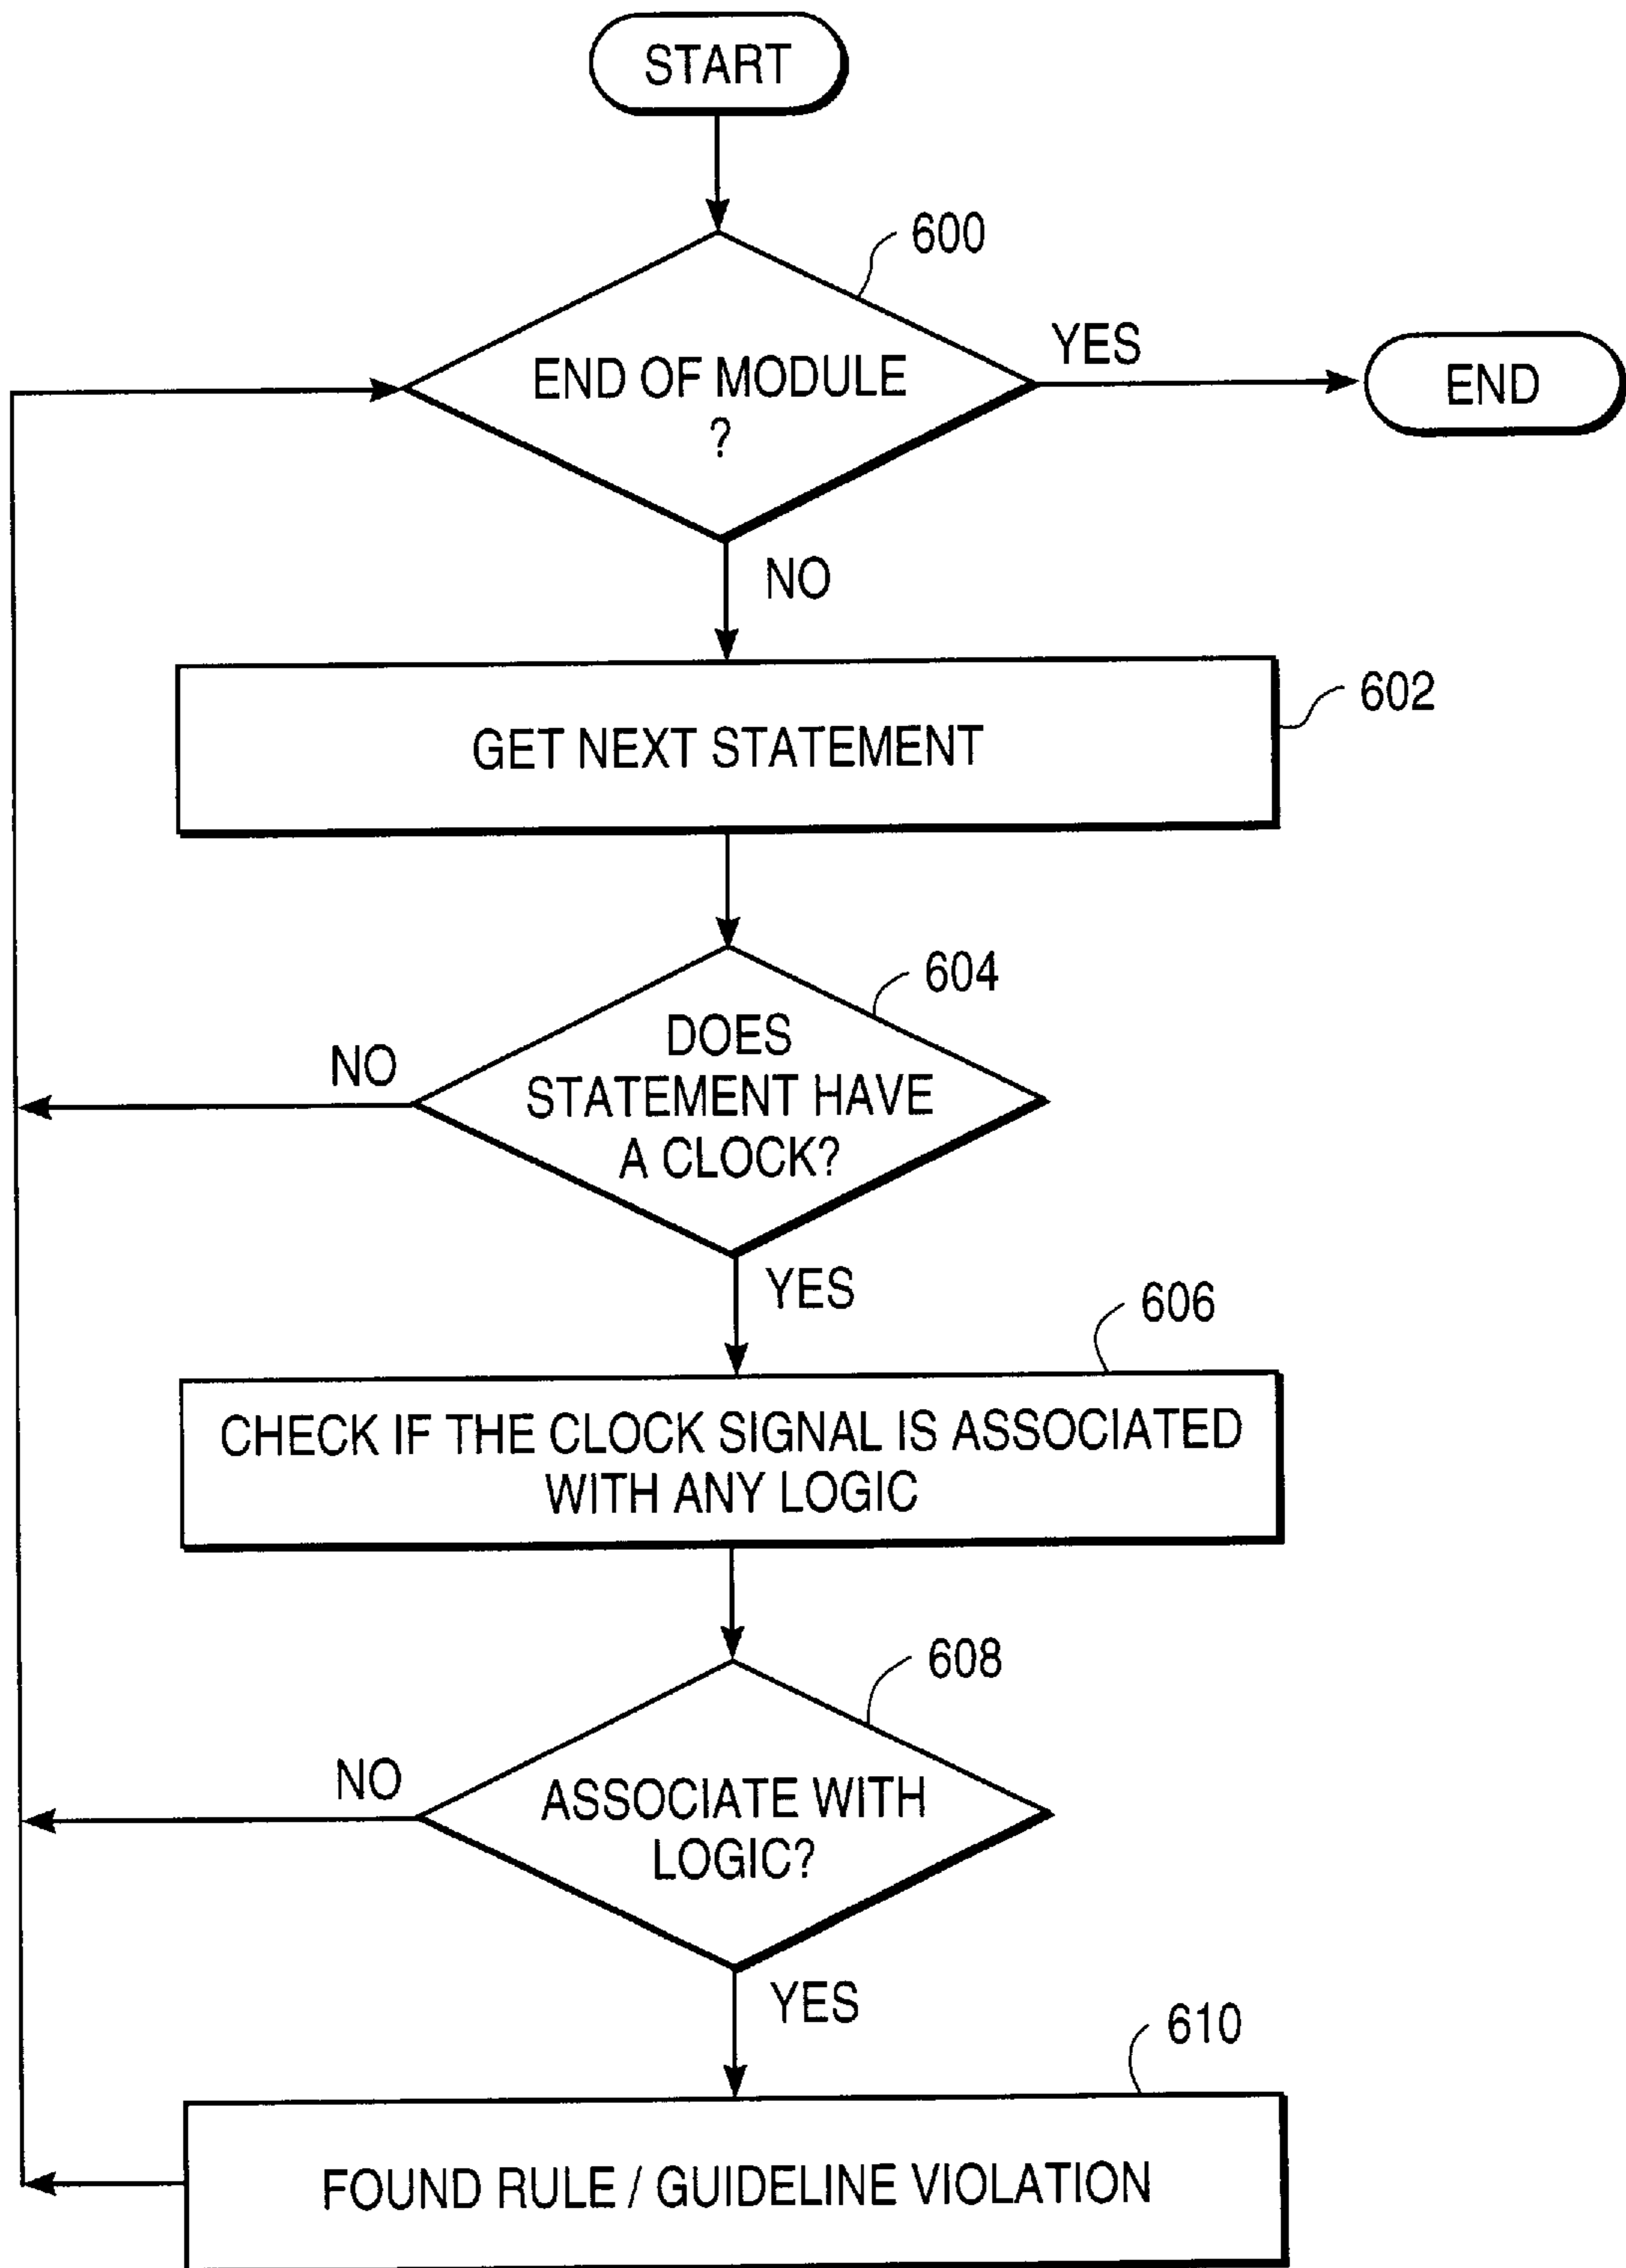 START
600
END OF MODULE
?
YES
END
NO
602
GET NEXT STATEMENT
604
DOES
STATEMENT HAVE
A CLOCK?
NO
YES
606
CHECK IF THE CLOCK SIGNAL IS ASSOCIATED
WITH ANY LOGIC
608
ASSOCIATE WITH
LOGIC?
NO
YES
610
FOUND RULE / GUIDELINE VIOLATION